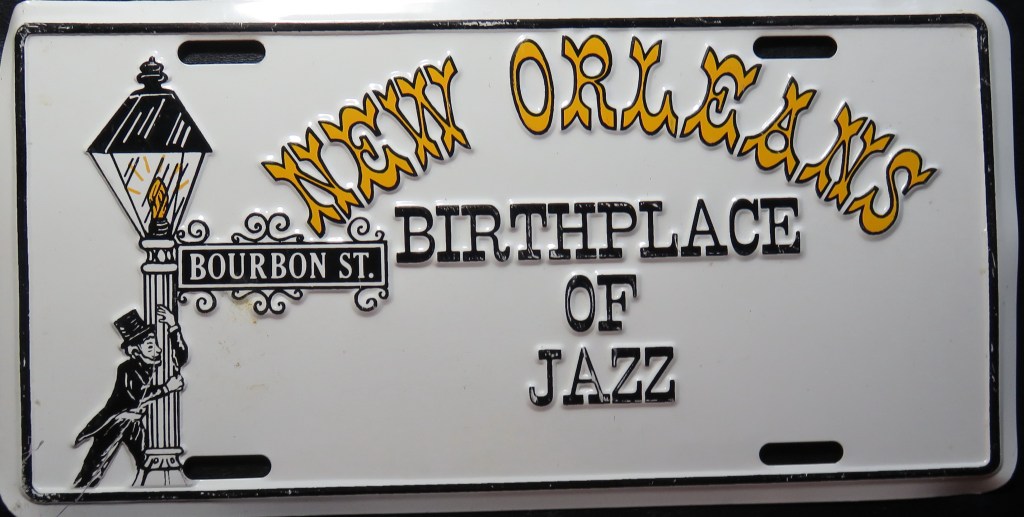 NEW ORLEANS
BOURBON ST.
BIRTHPLACE
OF
JAZZ